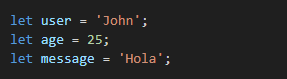 let user = 'John';
let age = 25;
let message = 'Hola';